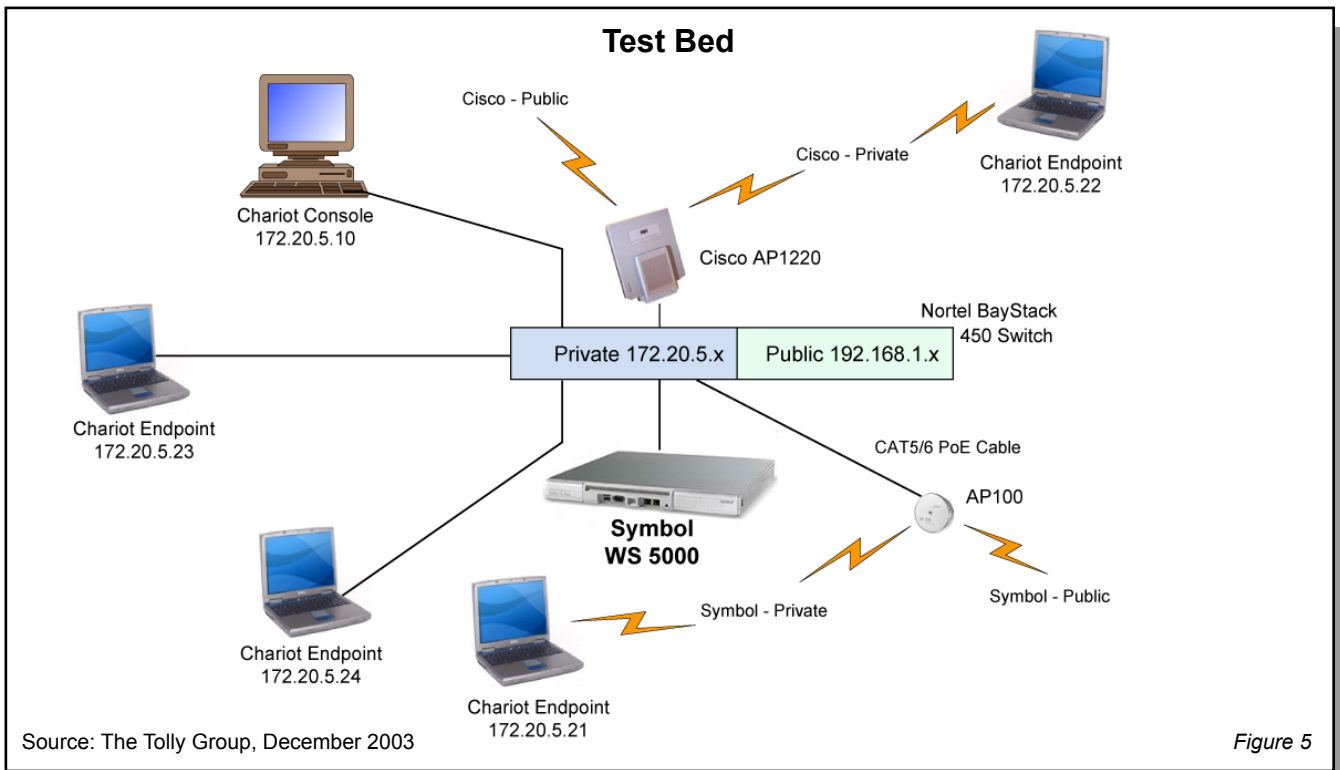 Test Bed
Cisco - Public
Cisco - Private
Chariot Endpoint
172.20.5.22
Chariot Console
172.20.5.10
Cisco AP1220
Nortel BayStack
450 Switch
Private 172.20.5.x
Public 192.168.1.x
Chariot Endpoint
172.20.5.23
CAT5/6 PoE Cable
AP100
Symbol
WS 5000
Symbol - Private
Symbol - Public
Chariot Endpoint
172.20.5.24
Chariot Endpoint
172.20.5.21
Source: The Tolly Group, December 2003
Figure 5